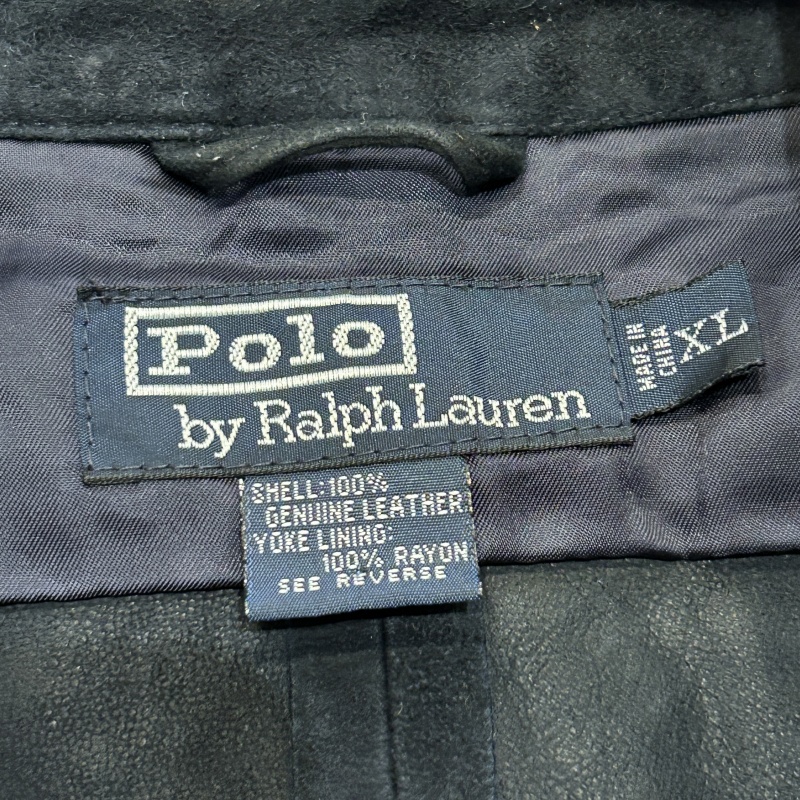 Polo
by Ralph Lauren
MADE IN
CHINA
XL
SHELL:100%
GENUINE LEATHER
YOKE LINING:
100% RAYON
SEE REVERSE